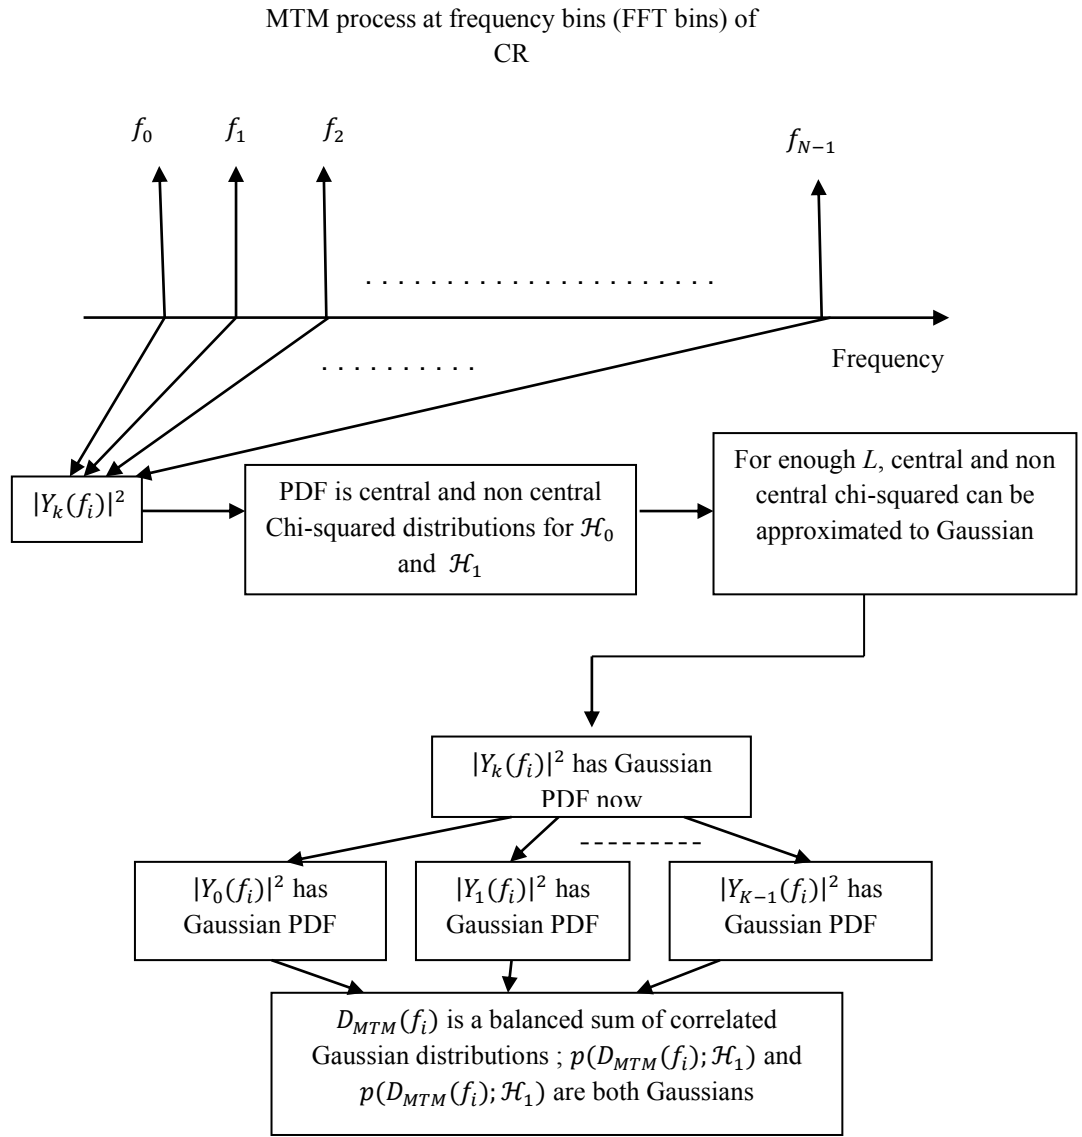 MTM process at frequency bins (FFT bins) of
CR
f₀ f₁ f₂ f_{N−1}
. . . . . . . . . . . . . . . . . . . . . .
Frequency
. . . . . . . . . .
|Y_k(f_i)|²
PDF is central and non central
Chi-squared distributions for ℋ₀
and ℋ₁
For enough L, central and non
central chi-squared can be
approximated to Gaussian
|Y_k(f_i)|² has Gaussian
PDF now
|Y₀(f_i)|² has
Gaussian PDF
|Y₁(f_i)|² has
Gaussian PDF
|Y_{K−1}(f_i)|² has
Gaussian PDF
D_{MTM}(f_i) is a balanced sum of correlated
Gaussian distributions ; p(D_{MTM}(f_i); ℋ₁) and
p(D_{MTM}(f_i); ℋ₁) are both Gaussians